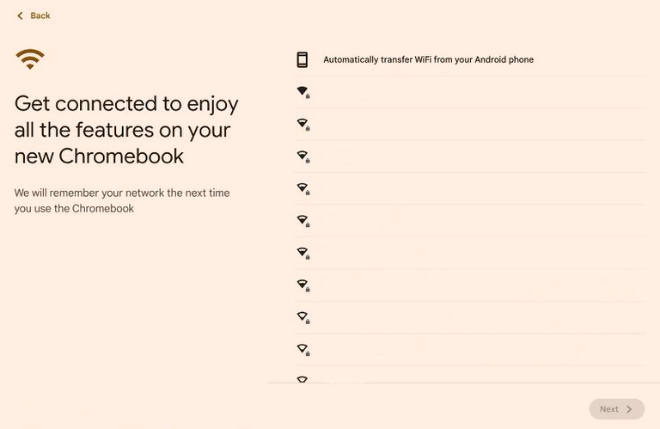 Back
Get connected to enjoy
all the features on your
new Chromebook
We will remember your network the next time
you use the Chromebook
Automatically transfer WiFi from your Android phone
Next